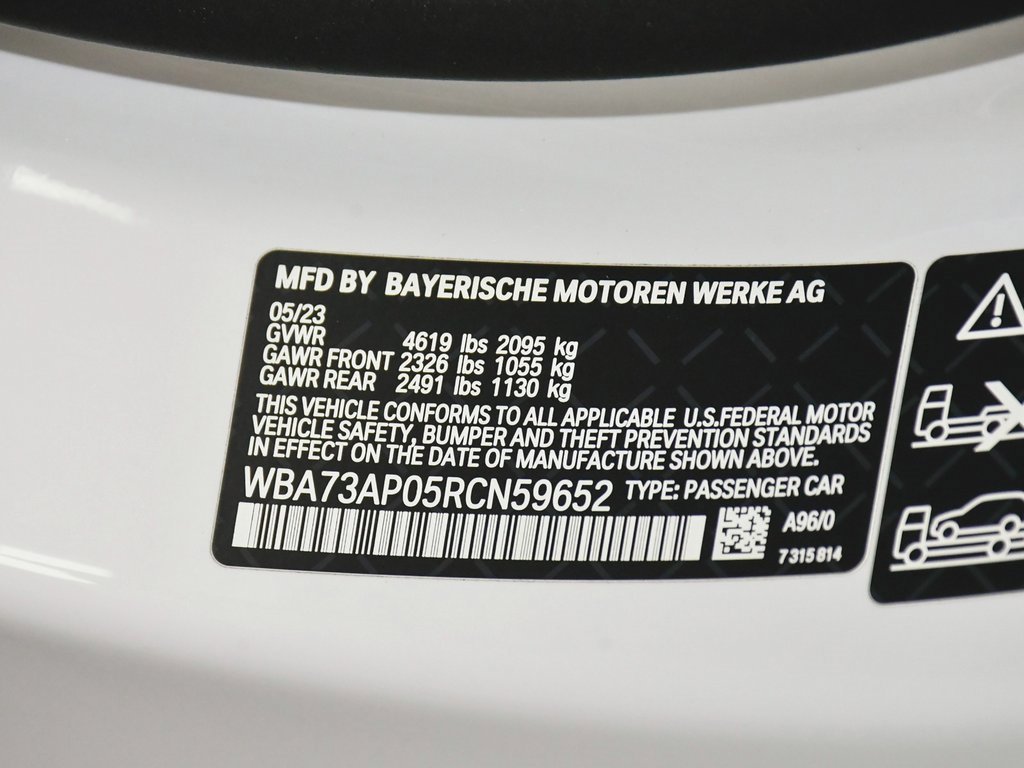 MFD BY BAYERISCHE MOTOREN WERKE AG
05/23
GVWR 4619 lbs 2095 kg
GAWR FRONT 2326 lbs 1055 kg
GAWR REAR 2491 lbs 1130 kg
THIS VEHICLE CONFORMS TO ALL APPLICABLE U.S.FEDERAL MOTOR
VEHICLE SAFETY, BUMPER AND THEFT PREVENTION STANDARDS
IN EFFECT ON THE DATE OF MANUFACTURE SHOWN ABOVE.
WBA73AP05RCN59652 TYPE: PASSENGER CAR
A96/0
7315814